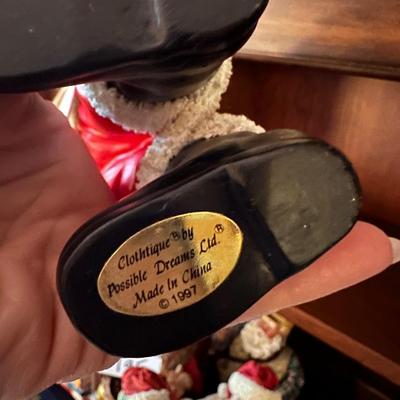 Clothtique® by
Possible Dreams Ltd.®
Made In China
© 1997